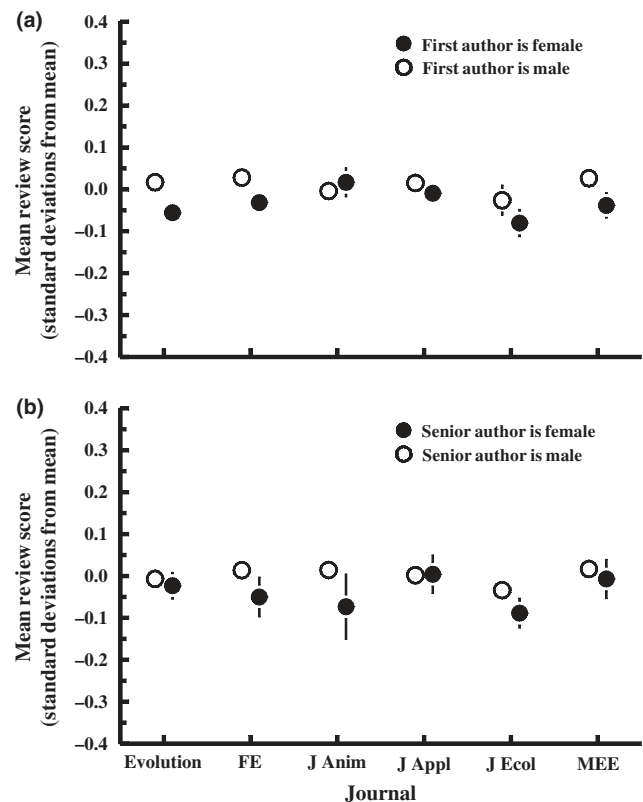 (a)
Mean review score
(standard deviations from mean)
0.4
0.3
0.2
0.1
0.0
−0.1
−0.2
−0.3
−0.4
First author is female
First author is male
(b)
Mean review score
(standard deviations from mean)
0.4
0.3
0.2
0.1
0.0
−0.1
−0.2
−0.3
−0.4
Senior author is female
Senior author is male
Evolution FE J Anim J Appl J Ecol MEE
Journal